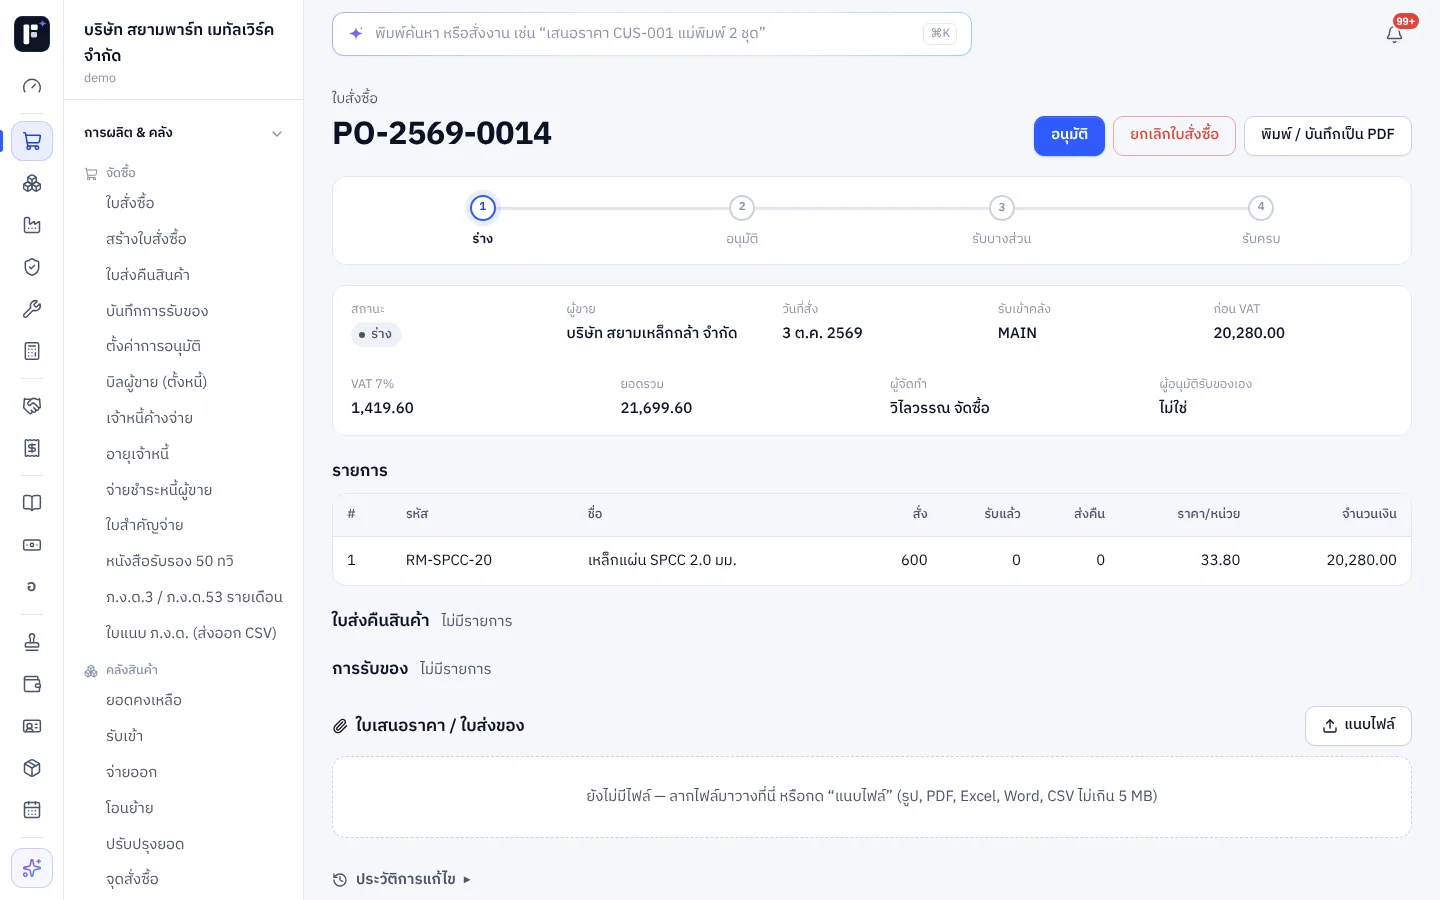 บริษัท สยามพาร์ท เมทัลเวิร์ค
จำกัด
demo
การผลิต & คลัง
จัดซื้อ
ใบสั่งซื้อ
สร้างใบสั่งซื้อ
ใบส่งคืนสินค้า
บันทึกการรับของ
ตั้งค่าการอนุมัติ
บิลผู้ขาย (ตั้งหนี้)
เจ้าหนี้ค้างจ่าย
อายุเจ้าหนี้
จ่ายชำระหนี้ผู้ขาย
ใบสำคัญจ่าย
หนังสือรับรอง 50 ทวิ
ภ.ง.ด.3 / ภ.ง.ด.53 รายเดือน
ใบแนบ ภ.ง.ด. (ส่งออก CSV)
คลังสินค้า
ยอดคงเหลือ
รับเข้า
จ่ายออก
โอนย้าย
ปรับปรุงยอด
จุดสั่งซื้อ
อ
พิมพ์ค้นหา หรือสั่งงาน เช่น “เสนอราคา CUS-001 แม่พิมพ์ 2 ชุด” ⌘K
99+
ใบสั่งซื้อ
PO-2569-0014
อนุมัติ ยกเลิกใบสั่งซื้อ พิมพ์ / บันทึกเป็น PDF
1 2 3 4
ร่าง อนุมัติ รับบางส่วน รับครบ
สถานะ ผู้ขาย วันที่สั่ง รับเข้าคลัง ก่อน VAT
ร่าง บริษัท สยามเหล็กกล้า จำกัด 3 ต.ค. 2569 MAIN 20,280.00
VAT 7% ยอดรวม ผู้จัดทำ ผู้อนุมัติรับของเอง
1,419.60 21,699.60 วิไลวรรณ จัดซื้อ ไม่ใช่
รายการ
# รหัส ชื่อ สั่ง รับแล้ว ส่งคืน ราคา/หน่วย จำนวนเงิน
1 RM-SPCC-20 เหล็กแผ่น SPCC 2.0 มม. 600 0 0 33.80 20,280.00
ใบส่งคืนสินค้า ไม่มีรายการ
การรับของ ไม่มีรายการ
ใบเสนอราคา / ใบส่งของ แนบไฟล์
ยังไม่มีไฟล์ — ลากไฟล์มาวางที่นี่ หรือกด “แนบไฟล์” (รูป, PDF, Excel, Word, CSV ไม่เกิน 5 MB)
ประวัติการแก้ไข ▸